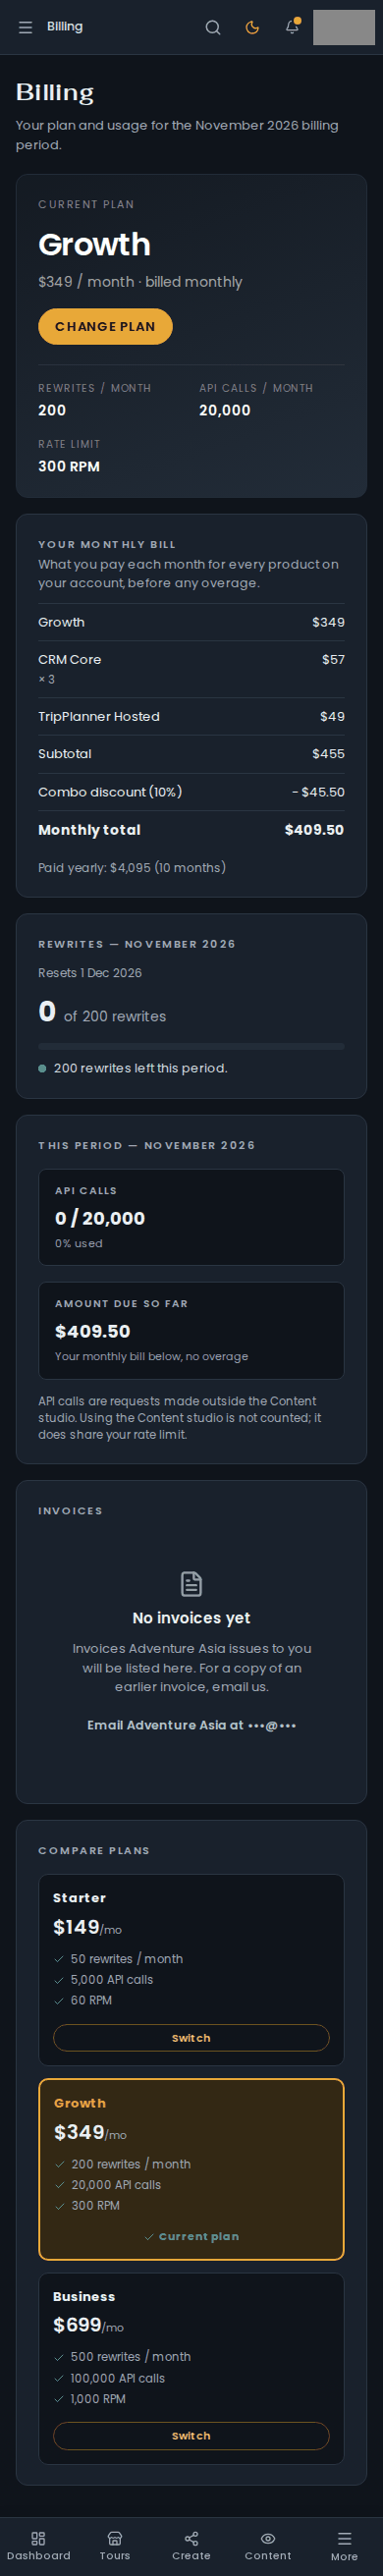 Billing
Billing
Your plan and usage for the November 2026 billing
period.
CURRENT PLAN
Growth
$349 / month · billed monthly
CHANGE PLAN
REWRITES / MONTH
API CALLS / MONTH
200
20,000
RATE LIMIT
300 RPM
YOUR MONTHLY BILL
What you pay each month for every product on
your account, before any overage.
Growth $349
CRM Core $57
× 3
TripPlanner Hosted $49
Subtotal $455
Combo discount (10%) − $45.50
Monthly total $409.50
Paid yearly: $4,095 (10 months)
REWRITES — NOVEMBER 2026
Resets 1 Dec 2026
0 of 200 rewrites
200 rewrites left this period.
THIS PERIOD — NOVEMBER 2026
API CALLS
0 / 20,000
0% used
AMOUNT DUE SO FAR
$409.50
Your monthly bill below, no overage
API calls are requests made outside the Content
studio. Using the Content studio is not counted; it
does share your rate limit.
INVOICES
No invoices yet
Invoices Adventure Asia issues to you
will be listed here. For a copy of an
earlier invoice, email us.
Email Adventure Asia at •••@•••
COMPARE PLANS
Starter
$149/mo
50 rewrites / month
5,000 API calls
60 RPM
Switch
Growth
$349/mo
200 rewrites / month
20,000 API calls
300 RPM
Current plan
Business
$699/mo
500 rewrites / month
100,000 API calls
1,000 RPM
Switch
Dashboard Tours Create Content More